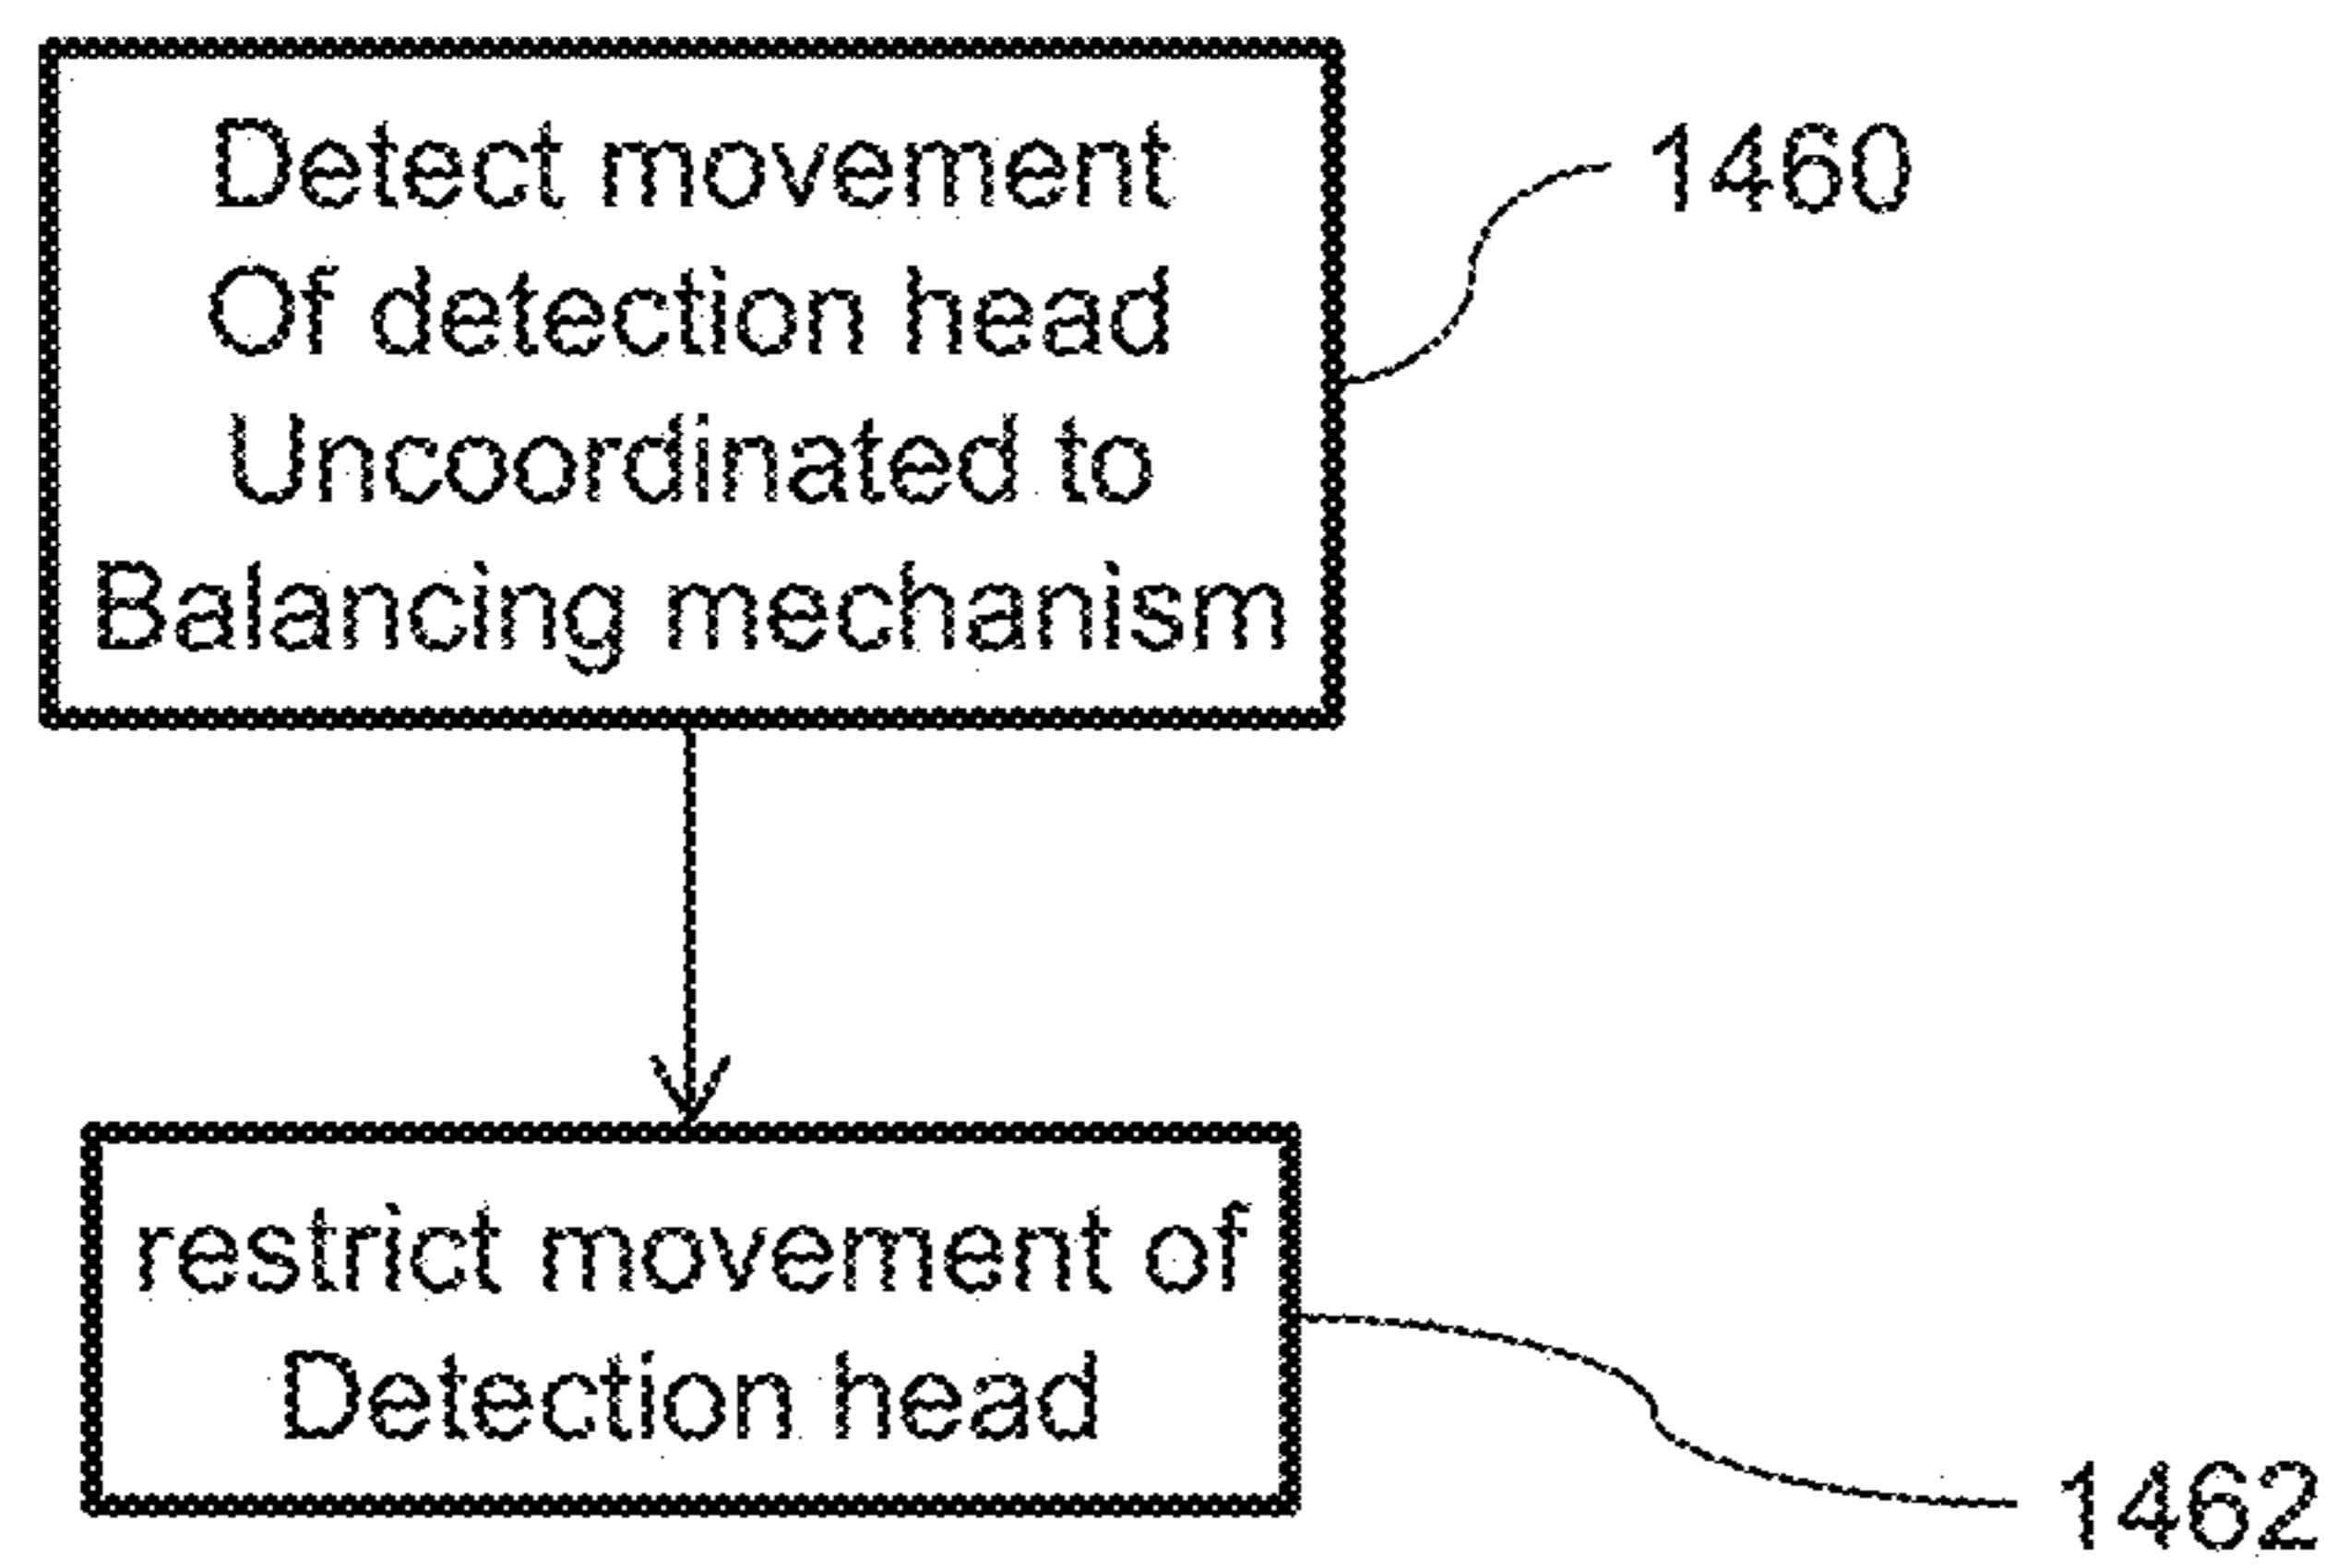 Detect movement
Of detection head
Uncoordinated to
Balancing mechanism
1460
restrict movement of
Detection head
1462